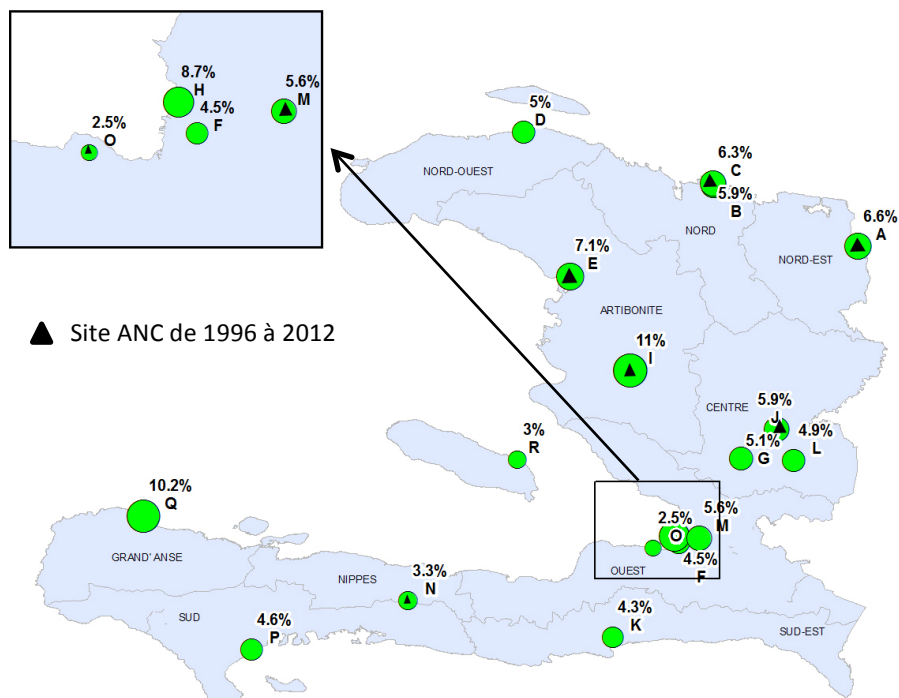 8.7%
H
4.5%
F
5.6%
M
2.5%
O
5%
D
NORD-OUEST
6.3%
C
5.9%
B
NORD
6.6%
A
NORD-EST
7.1%
E
ARTIBONITE
Site ANC de 1996 à 2012
11%
I
CENTRE
5.9%
J
5.1%
G
4.9%
L
3%
R
10.2%
Q
GRAND' ANSE
5.6%
M
2.5%
O
4.5%
F
OUEST
NIPPES
3.3%
N
SUD
4.6%
P
4.3%
K
SUD-EST